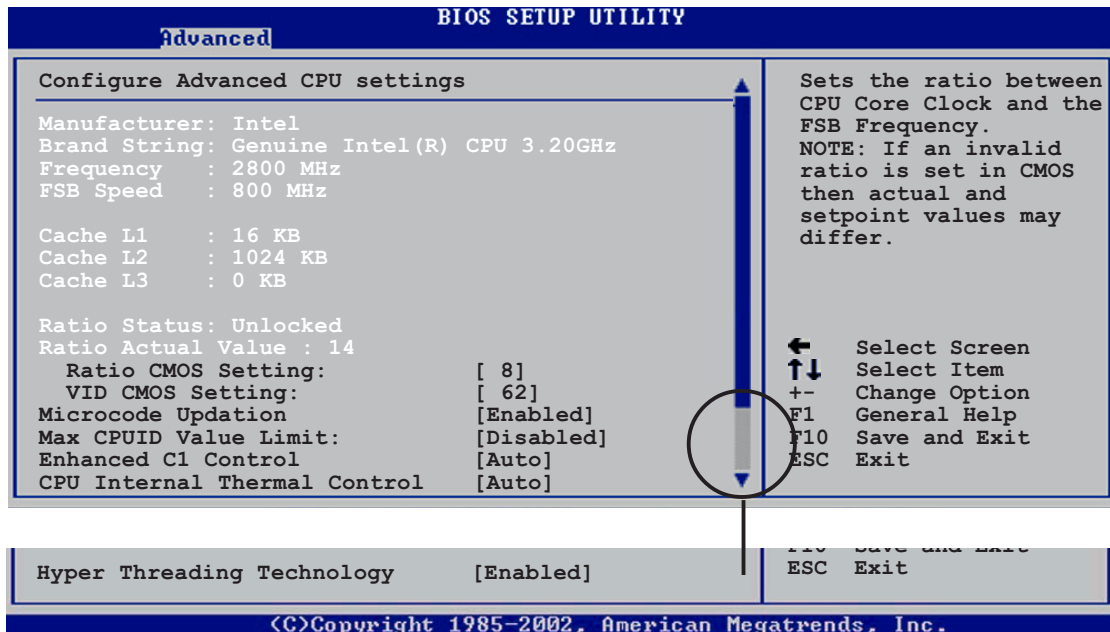 BIOS SETUP UTILITY
Advanced
Configure Advanced CPU settings
Manufacturer: Intel
Brand String: Genuine Intel(R) CPU 3.20GHz
Frequency : 2800 MHz
FSB Speed : 800 MHz
Cache L1 : 16 KB
Cache L2 : 1024 KB
Cache L3 : 0 KB
Ratio Status: Unlocked
Ratio Actual Value : 14
Ratio CMOS Setting: [ 8]
VID CMOS Setting: [ 62]
Microcode Updation [Enabled]
Max CPUID Value Limit: [Disabled]
Enhanced C1 Control [Auto]
CPU Internal Thermal Control [Auto]
Sets the ratio between
CPU Core Clock and the
FSB Frequency.
NOTE: If an invalid
ratio is set in CMOS
then actual and
setpoint values may
differ.
← Select Screen
↑↓ Select Item
+- Change Option
F1 General Help
F10 Save and Exit
ESC Exit
Hyper Threading Technology [Enabled]
F10 Save and Exit
ESC Exit
(C)Copyright 1985-2002, American Megatrends, Inc.